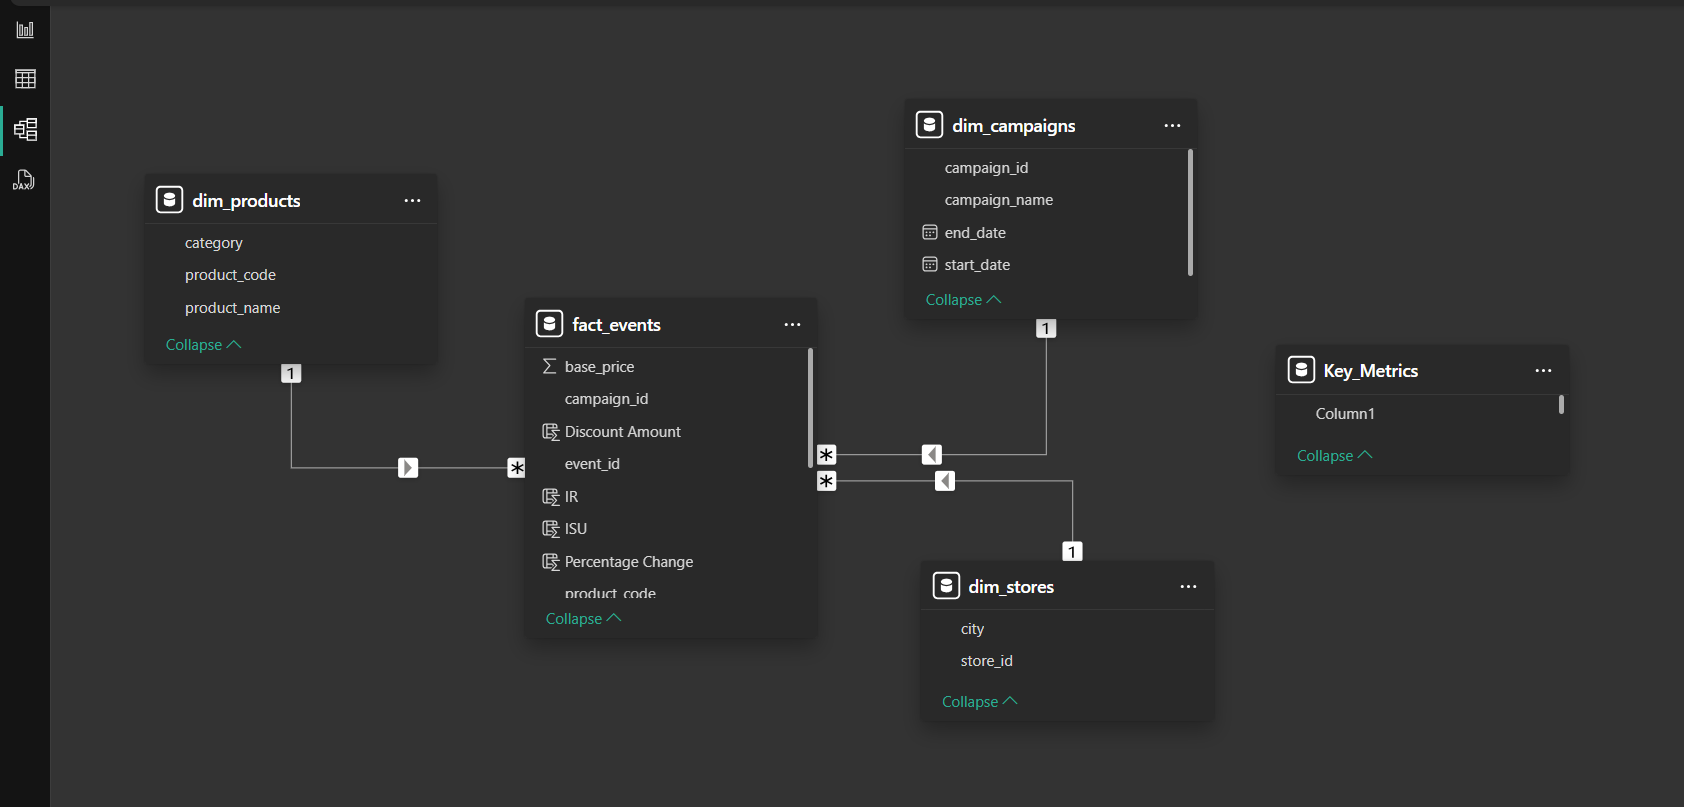 DAX
dim_products
category
product_code
product_name
Collapse
1
*
fact_events
base_price
campaign_id
Discount Amount
event_id
IR
ISU
Percentage Change
product_code
Collapse
dim_campaigns
campaign_id
campaign_name
end_date
start_date
Collapse
1
*
*
1
dim_stores
city
store_id
Collapse
Key_Metrics
Column1
Collapse